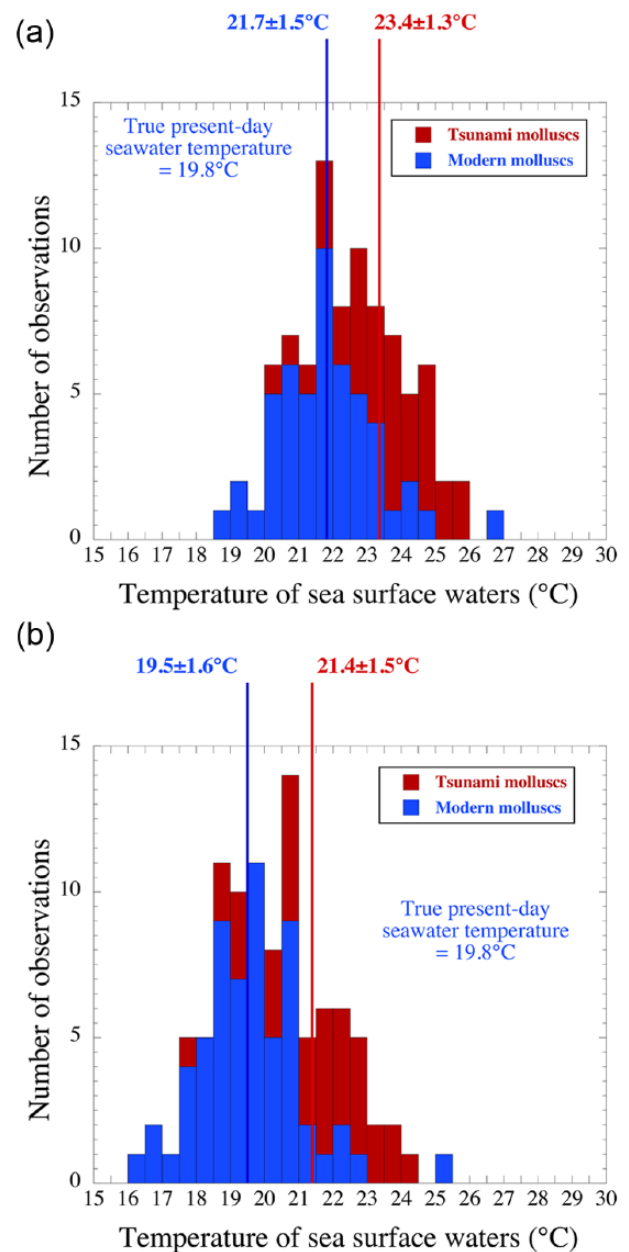 (a)
21.7±1.5°C 23.4±1.3°C
15
True present-day
seawater temperature
= 19.8°C
Tsunami molluscs
Modern molluscs
10
5
0
Number of observations
15 16 17 18 19 20 21 22 23 24 25 26 27 28 29 30
Temperature of sea surface waters (°C)
(b)
19.5±1.6°C 21.4±1.5°C
15
Tsunami molluscs
Modern molluscs
10
True present-day
seawater temperature
= 19.8°C
5
0
Number of observations
15 16 17 18 19 20 21 22 23 24 25 26 27 28 29 30
Temperature of sea surface waters (°C)